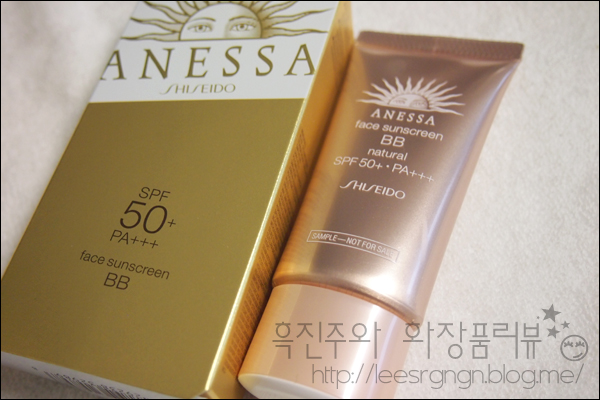 ANESSA
SHISEIDO
SPF
50+
PA+++
face sunscreen
BB
ANESSA
face sunscreen
BB
natural
SPF 50+・PA+++
SHISEIDO
SAMPLE—NOT FOR SALE
흑진주와 화장품리뷰
http://leesrgngn.blog.me/